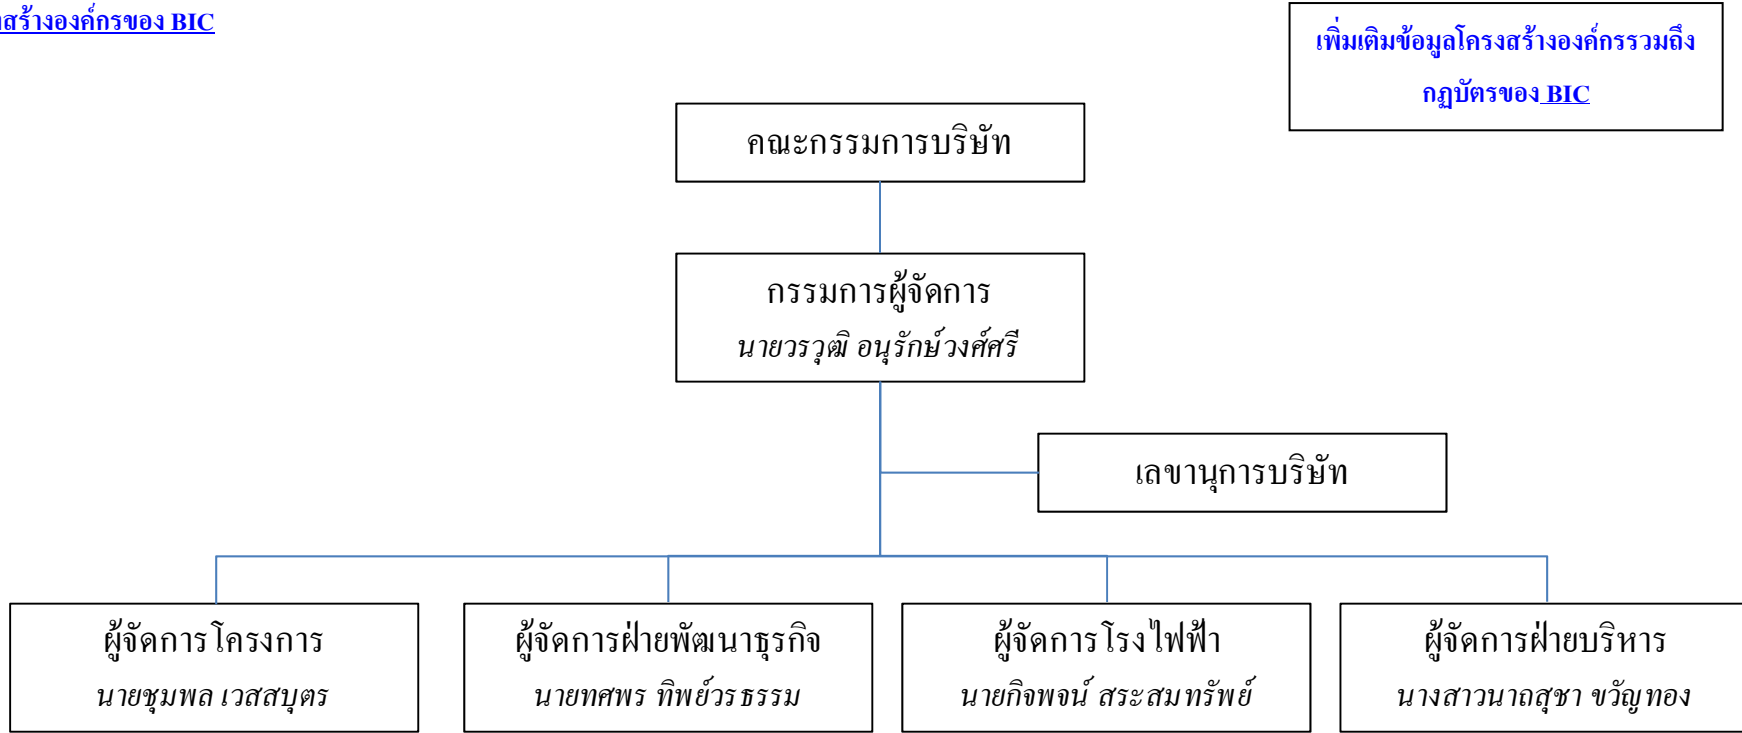 สร้างองค์กรของ BIC
เพิ่มเติมข้อมูลโครงสร้างองค์กรรวมถึง
กฎบัตรของ BIC
คณะกรรมการบริษัท
กรรมการผู้จัดการ
นายวรวุฒิ อนุรักษ์วงศ์ศรี
เลขานุการบริษัท
ผู้จัดการโครงการ
นายชุมพล เวสสบุตร
ผู้จัดการฝ่ายพัฒนาธุรกิจ
นายทศพร ทิพย์วรธรรม
ผู้จัดการโรงไฟฟ้า
นายกิจพจน์ สระสมทรัพย์
ผู้จัดการฝ่ายบริหาร
นางสาวนาถสุชา ขวัญทอง